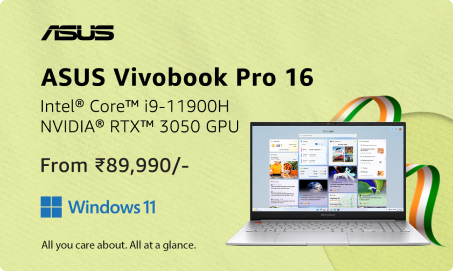 ASUS
ASUS Vivobook Pro 16
Intel® Core™ i9-11900H
NVIDIA® RTX™ 3050 GPU
From ₹89,990/-
Windows 11
All you care about. All at a glance.